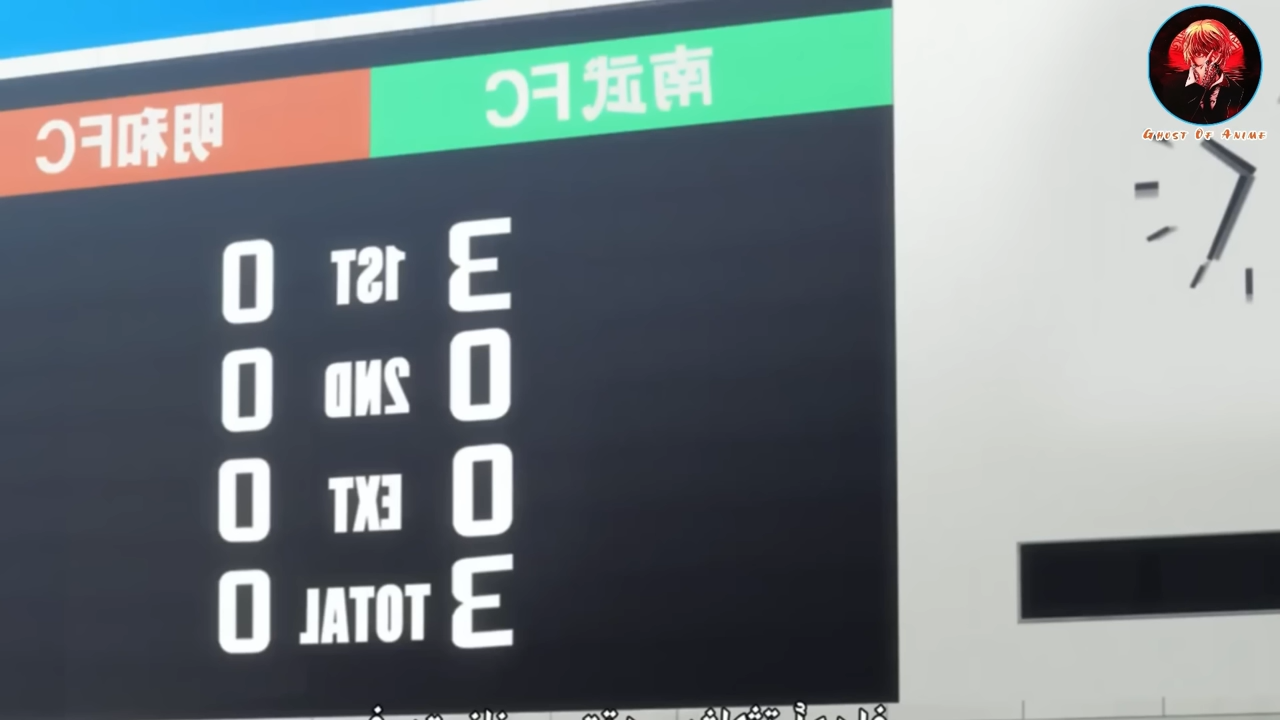 南武FC 明和FC
3 1ST 0
0 2ND 0
0 EXT 0
3 TOTAL 0
Ghost Of Anime